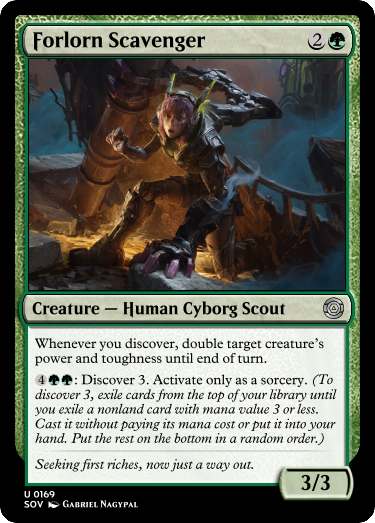 Forlorn Scavenger 2
Creature — Human Cyborg Scout
Whenever you discover, double target creature's
power and toughness until end of turn.
4: Discover 3. Activate only as a sorcery. (To
discover 3, exile cards from the top of your library until
you exile a nonland card with mana value 3 or less.
Cast it without paying its mana cost or put it into your
hand. Put the rest on the bottom in a random order.)
Seeking first riches, now just a way out.
3/3
U 0169
SOV Gabriel Nagypal